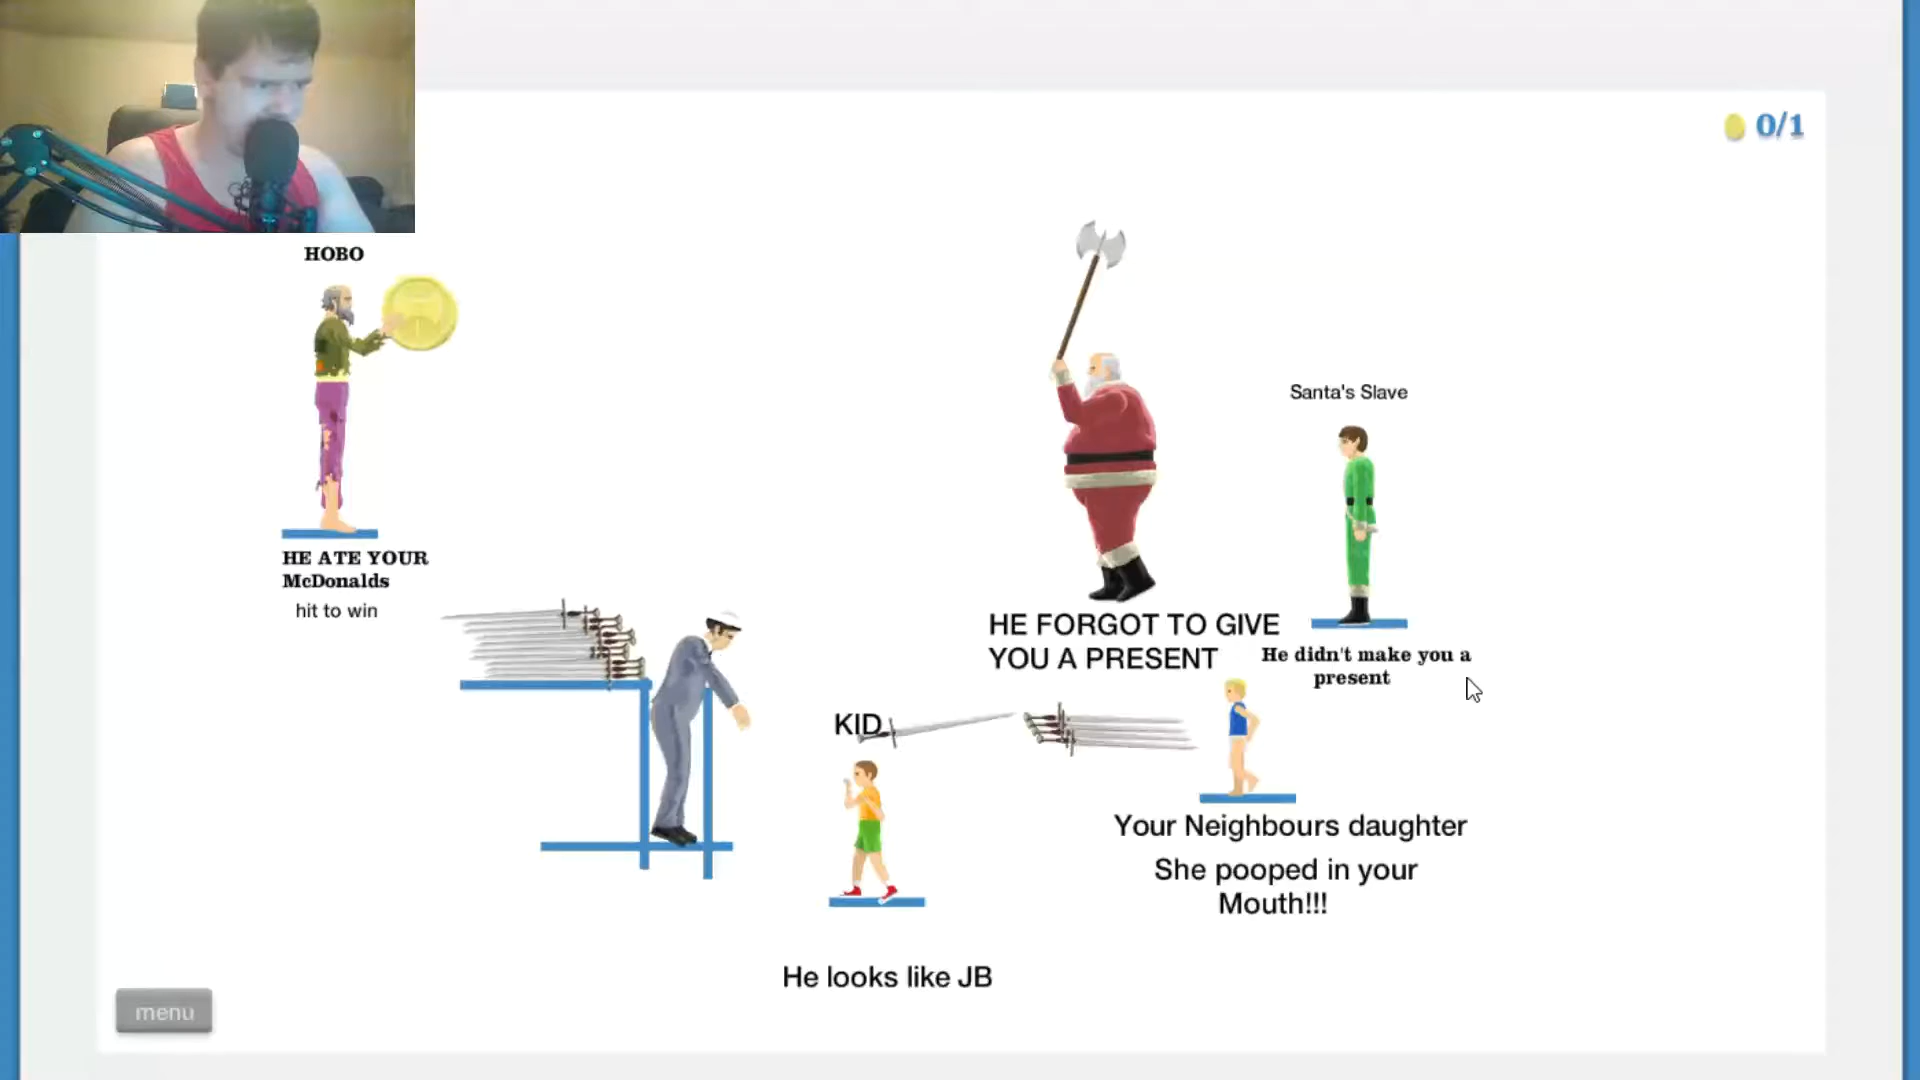 0/1
HOBO
HE ATE YOUR
McDonalds
hit to win
Santa's Slave
HE FORGOT TO GIVE
YOU A PRESENT
He didn't make you a
present
KID
Your Neighbours daughter
She pooped in your
Mouth!!!
He looks like JB
menu